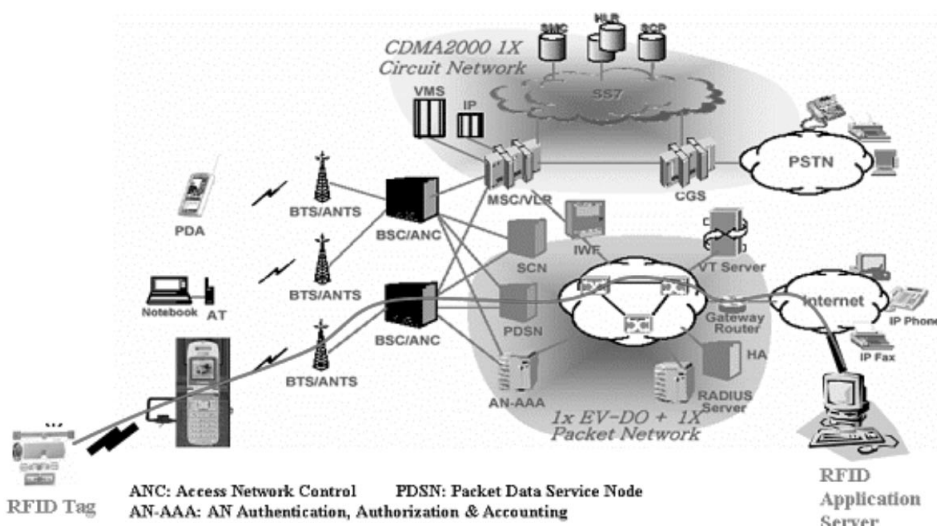 SMC
HLR
SCP
CDMA2000 1X
Circuit Network
SS7
VMS
IP
PSTN
MSC/VLR
CGS
PDA
BTS/ANTS
BSC/ANC
IWF
VT Server
SCN
Notebook
AT
BTS/ANTS
PDSN
Gateway
Router
Internet
IP Phone
BSC/ANC
BTS/ANTS
HA
IP Fax
AN-AAA
RADIUS
Server
1x EV-DO + 1X
Packet Network
RFID Tag
RFID
Application
Server
ANC: Access Network Control PDSN: Packet Data Service Node
AN-AAA: AN Authentication, Authorization & Accounting